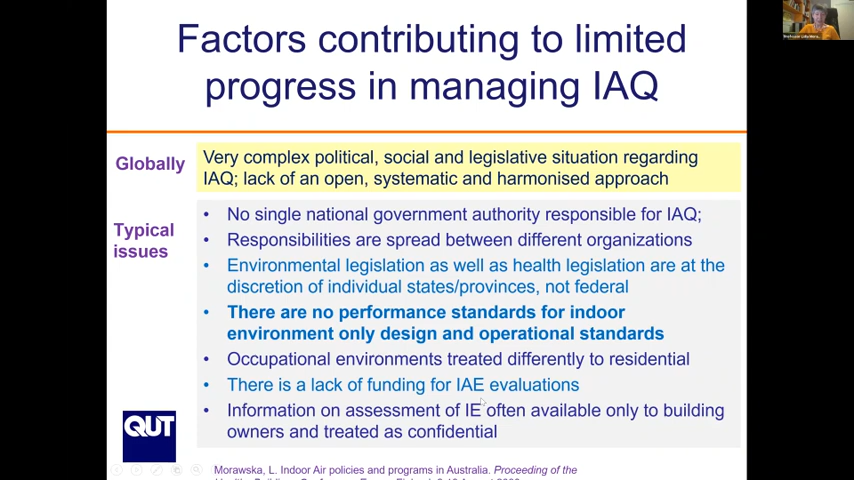 Factors contributing to limited
progress in managing IAQ
Globally
Very complex political, social and legislative situation regarding
IAQ; lack of an open, systematic and harmonised approach
Typical
issues
• No single national government authority responsible for IAQ;
• Responsibilities are spread between different organizations
• Environmental legislation as well as health legislation are at the
discretion of individual states/provinces, not federal
• There are no performance standards for indoor
environment only design and operational standards
• Occupational environments treated differently to residential
• There is a lack of funding for IAE evaluations
• Information on assessment of IE often available only to building
owners and treated as confidential
QUT
Morawska, L. Indoor Air policies and programs in Australia. Proceeding of the